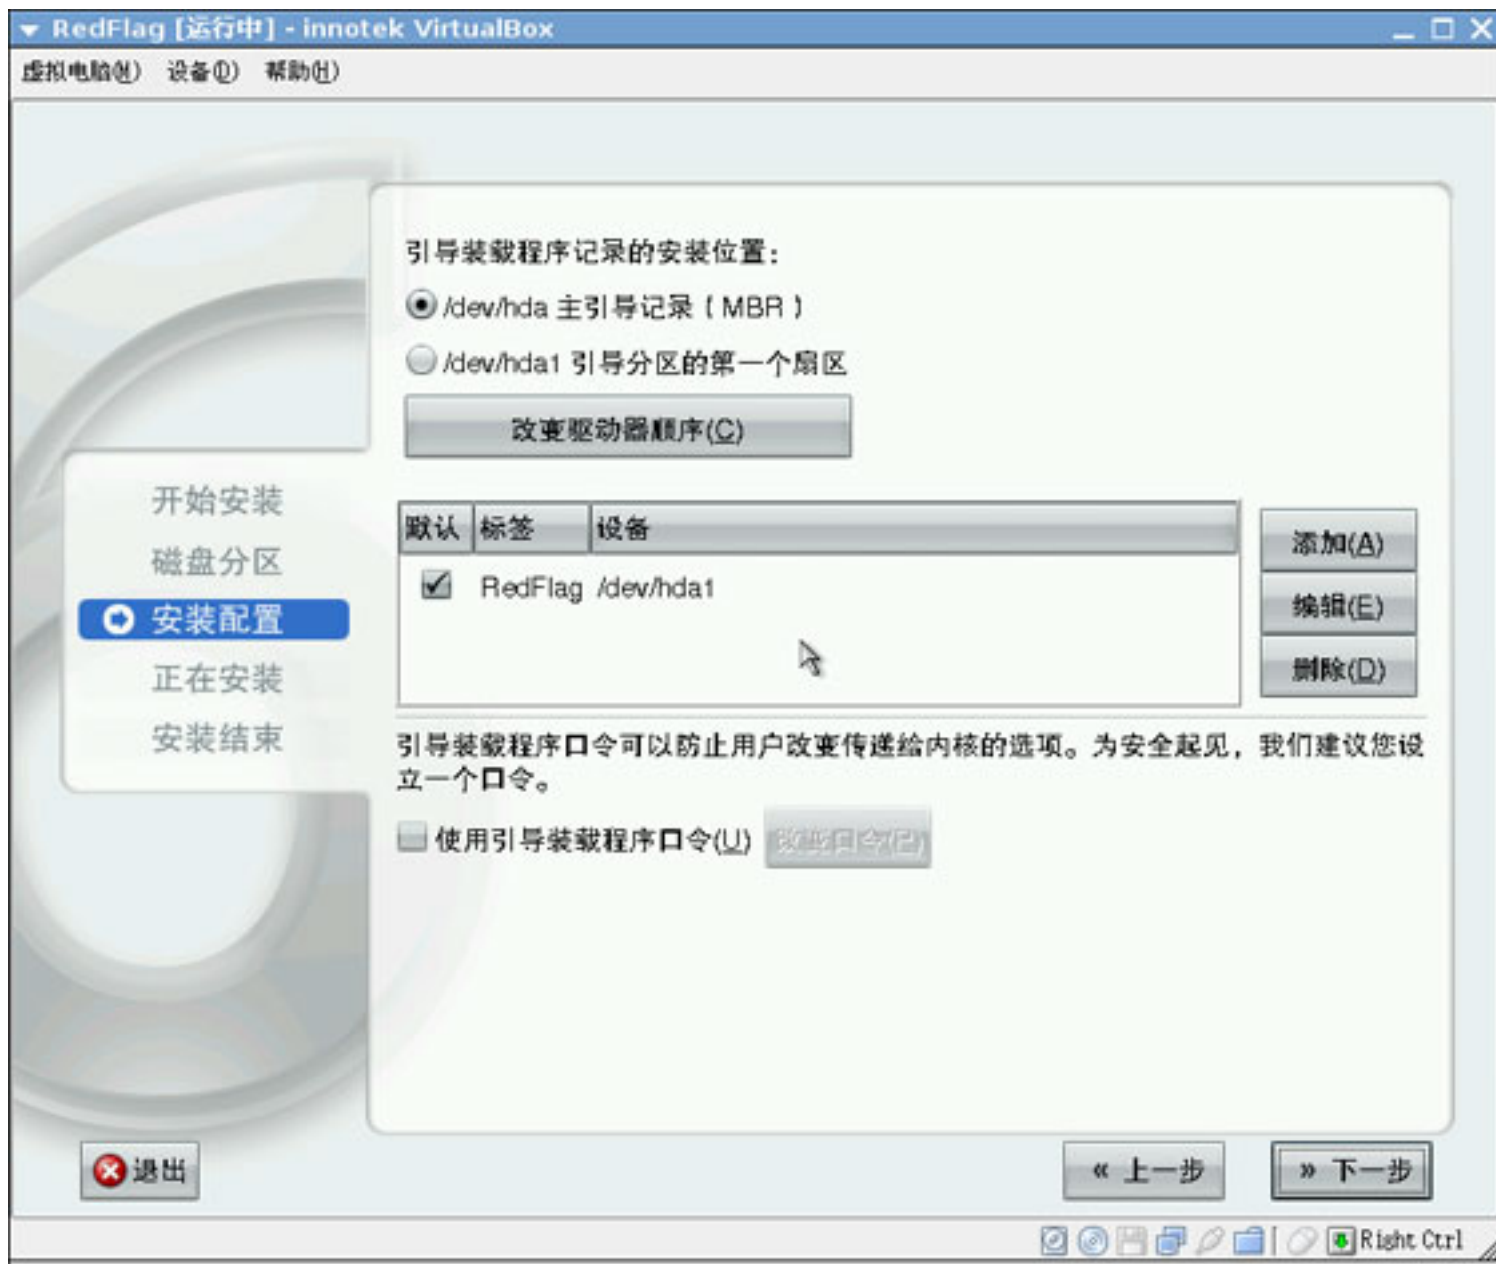 RedFlag [运行中] - innotek VirtualBox
虚拟电脑(M) 设备(D) 帮助(H)
引导装载程序记录的安装位置：
/dev/hda 主引导记录 ( MBR )
/dev/hda1 引导分区的第一个扇区
改变驱动器顺序(C)
开始安装
磁盘分区
安装配置
正在安装
安装结束
默认 标签 设备
RedFlag /dev/hda1
添加(A)
编辑(E)
删除(D)
引导装载程序口令可以防止用户改变传递给内核的选项。为安全起见，我们建议您设
立一个口令。
使用引导装载程序口令(U) 改变口令(P)
退出
« 上一步
» 下一步
Right Ctrl